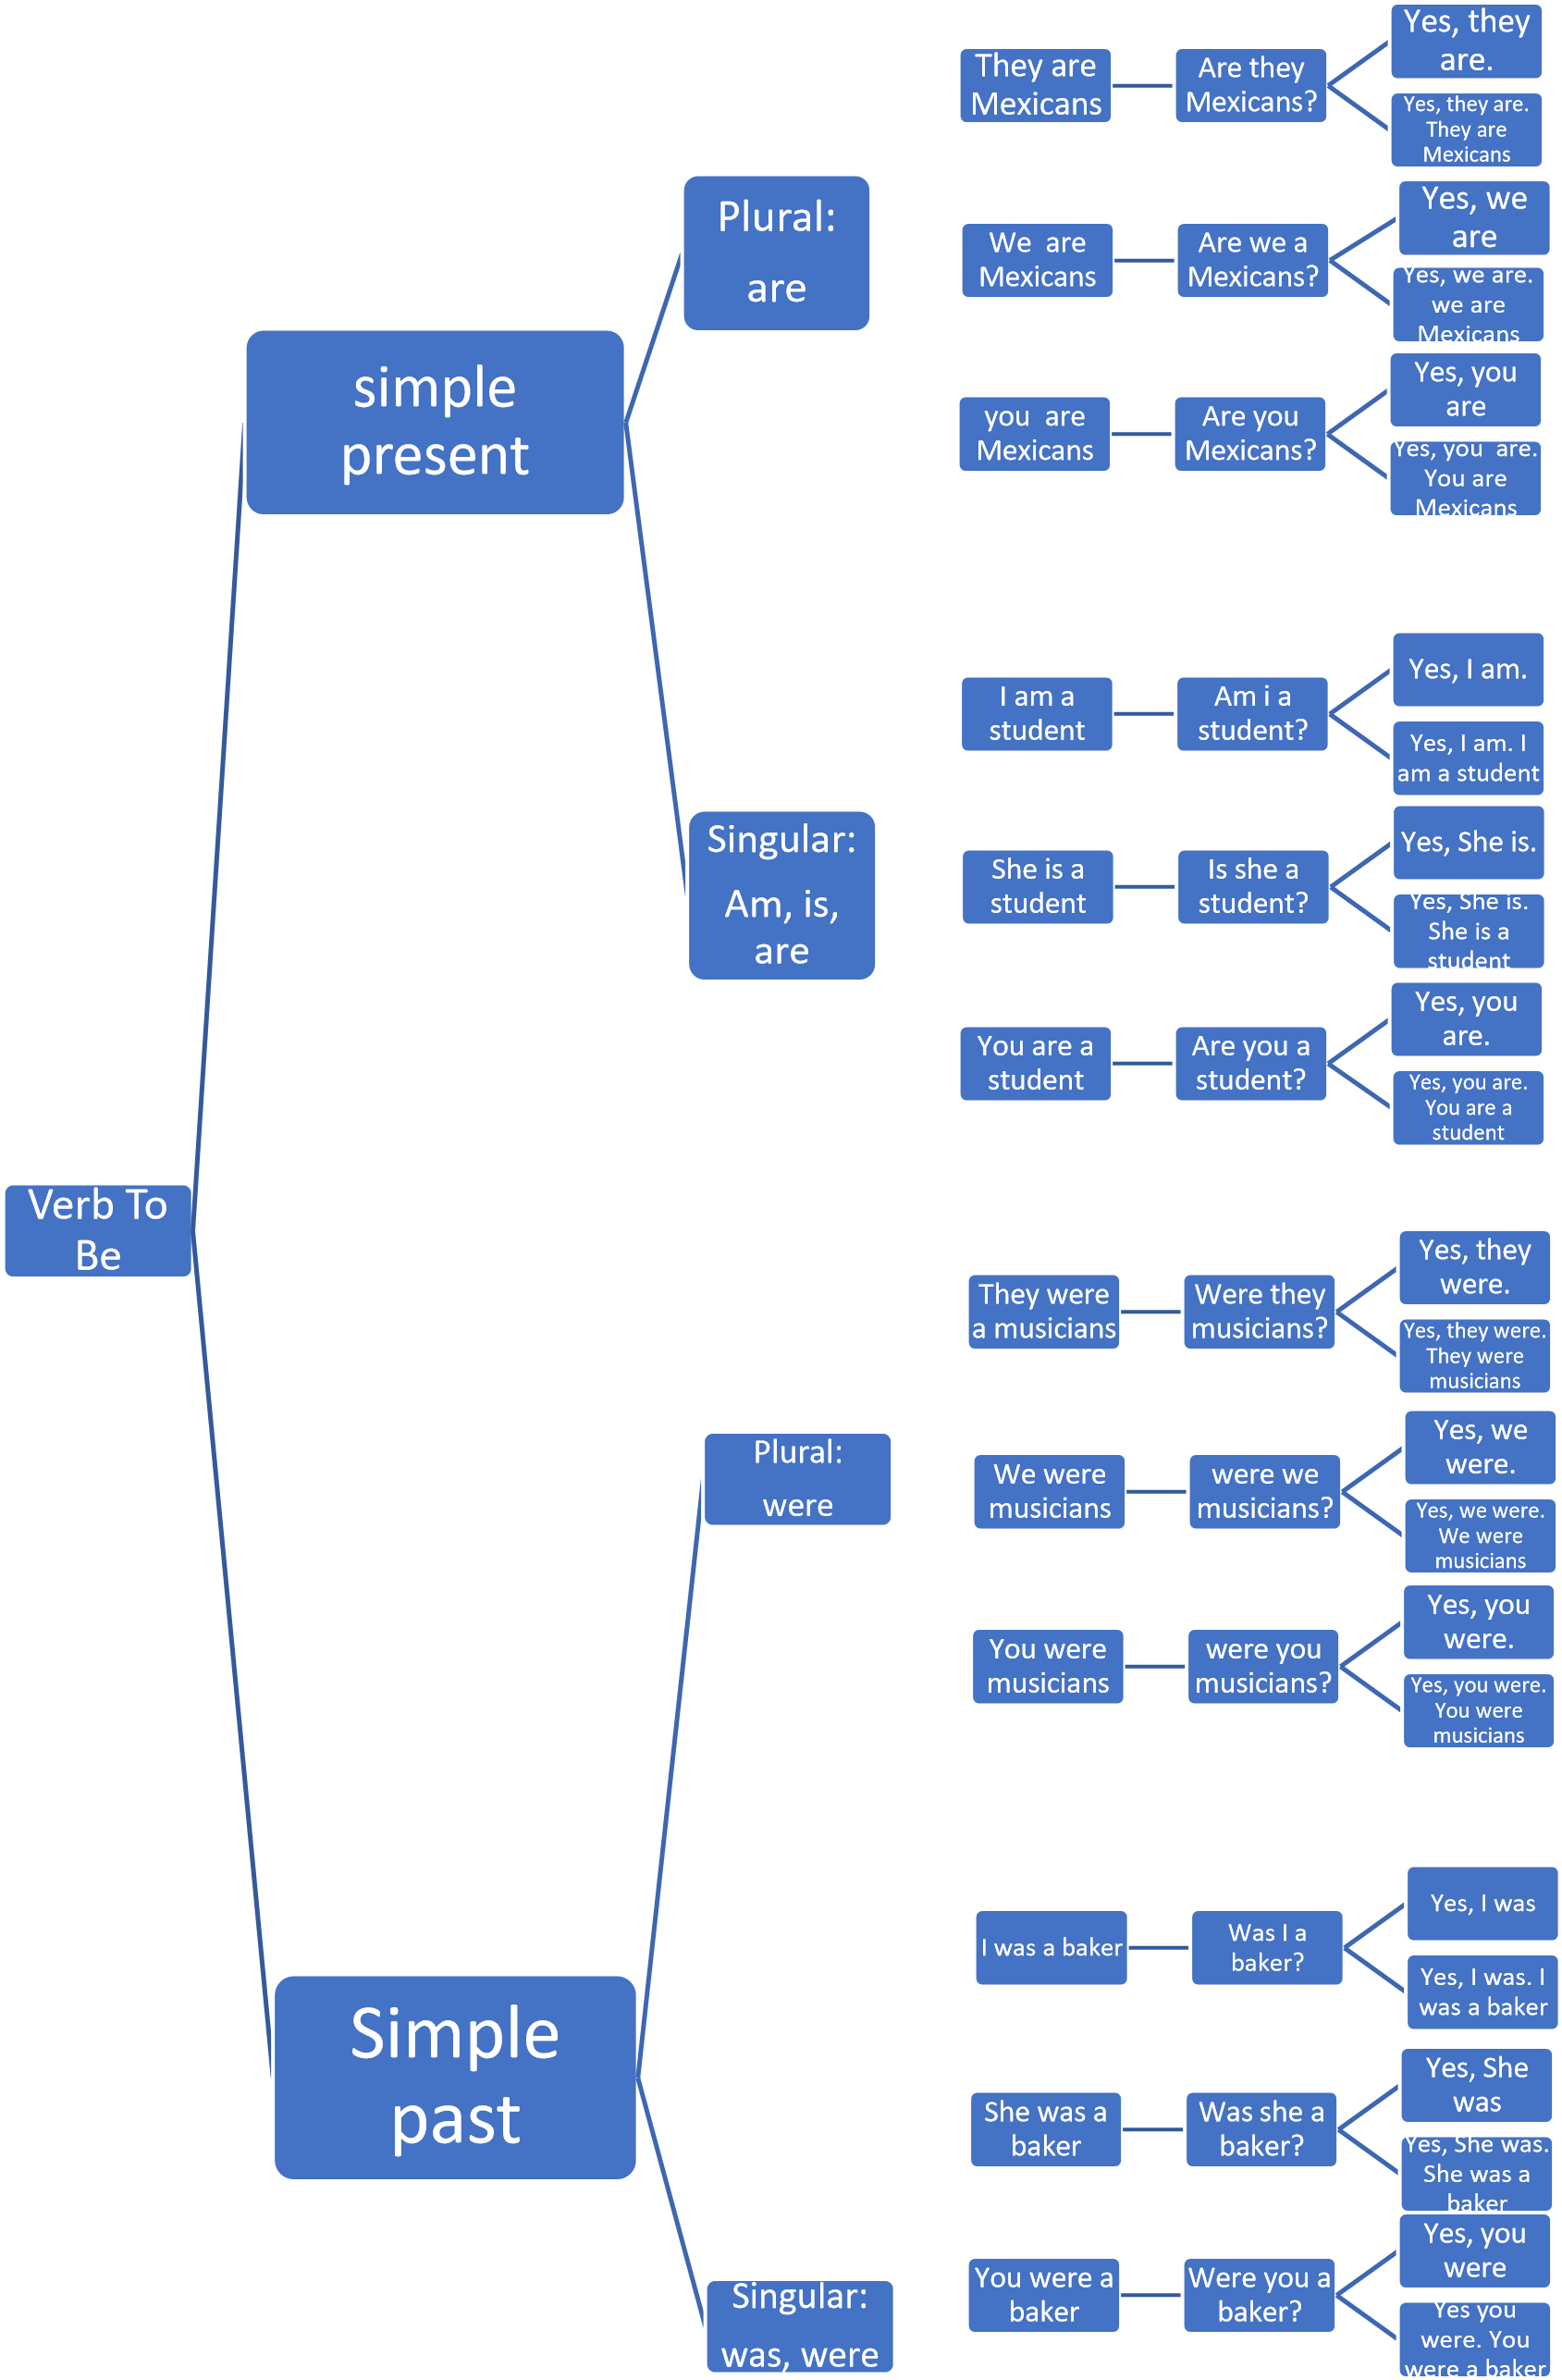 Verb To
Be
simple
present
Plural:
are
They are
Mexicans
Are they
Mexicans?
Yes, they
are.
Yes, they are.
They are
Mexicans
We  are
Mexicans
Are we a
Mexicans?
Yes, we
are
Yes, we are.
we are
Mexicans
you  are
Mexicans
Are you
Mexicans?
Yes, you
are
Yes, you  are.
You are
Mexicans
Singular:
Am, is,
are
I am a
student
Am i a
student?
Yes, I am.
Yes, I am. I
am a student
She is a
student
Is she a
student?
Yes, She is.
Yes, She is.
She is a
student
You are a
student
Are you a
student?
Yes, you
are.
Yes, you are.
You are a
student
Simple
past
Plural:
were
They were
a musicians
Were they
musicians?
Yes, they
were.
Yes, they were.
They were
musicians
We were
musicians
were we
musicians?
Yes, we
were.
Yes, we were.
We were
musicians
You were
musicians
were you
musicians?
Yes, you
were.
Yes, you were.
You were
musicians
Singular:
was, were
I was a baker
Was I a
baker?
Yes, I was
Yes, I was. I
was a baker
She was a
baker
Was she a
baker?
Yes, She
was
Yes, She was.
She was a
baker
You were a
baker
Were you a
baker?
Yes, you
were
Yes you
were. You
were a baker